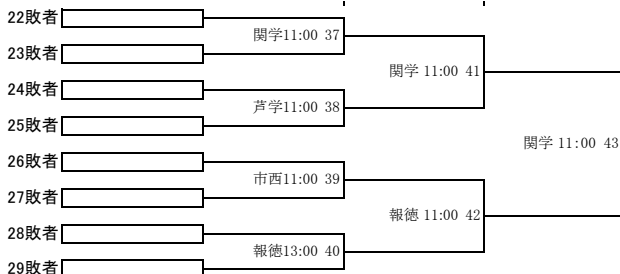 22敗者
関学11:00 37
23敗者
関学 11:00 41
24敗者
芦学11:00 38
25敗者
関学 11:00 43
26敗者
市西11:00 39
27敗者
報徳 11:00 42
28敗者
報徳13:00 40
29敗者